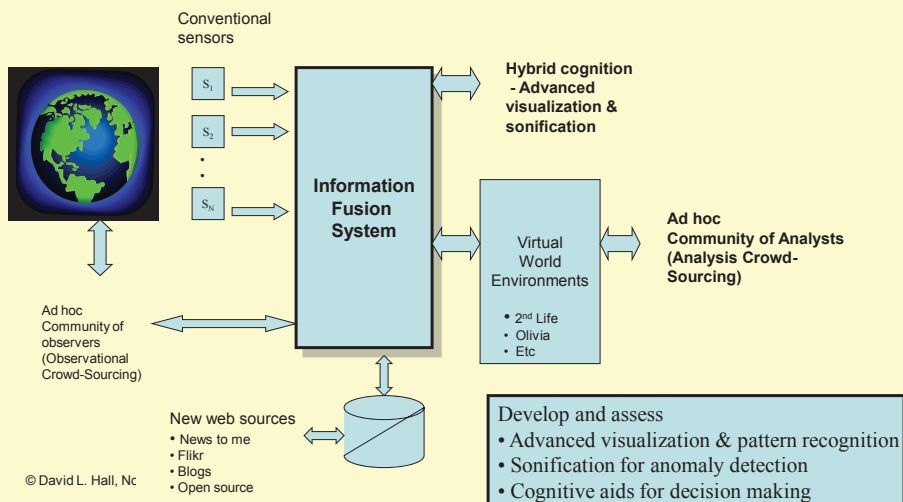 Conventional
sensors
S1
S2
•
•
SN
Information
Fusion
System
Hybrid cognition
- Advanced
visualization &
sonification
Virtual
World
Environments
• 2nd Life
• Olivia
• Etc
Ad hoc
Community of Analysts
(Analysis Crowd-
Sourcing)
Ad hoc
Community of
observers
(Observational
Crowd-Sourcing)
New web sources
• News to me
• Flikr
• Blogs
• Open source
Develop and assess
• Advanced visualization & pattern recognition
• Sonification for anomaly detection
• Cognitive aids for decision making
© David L. Hall,